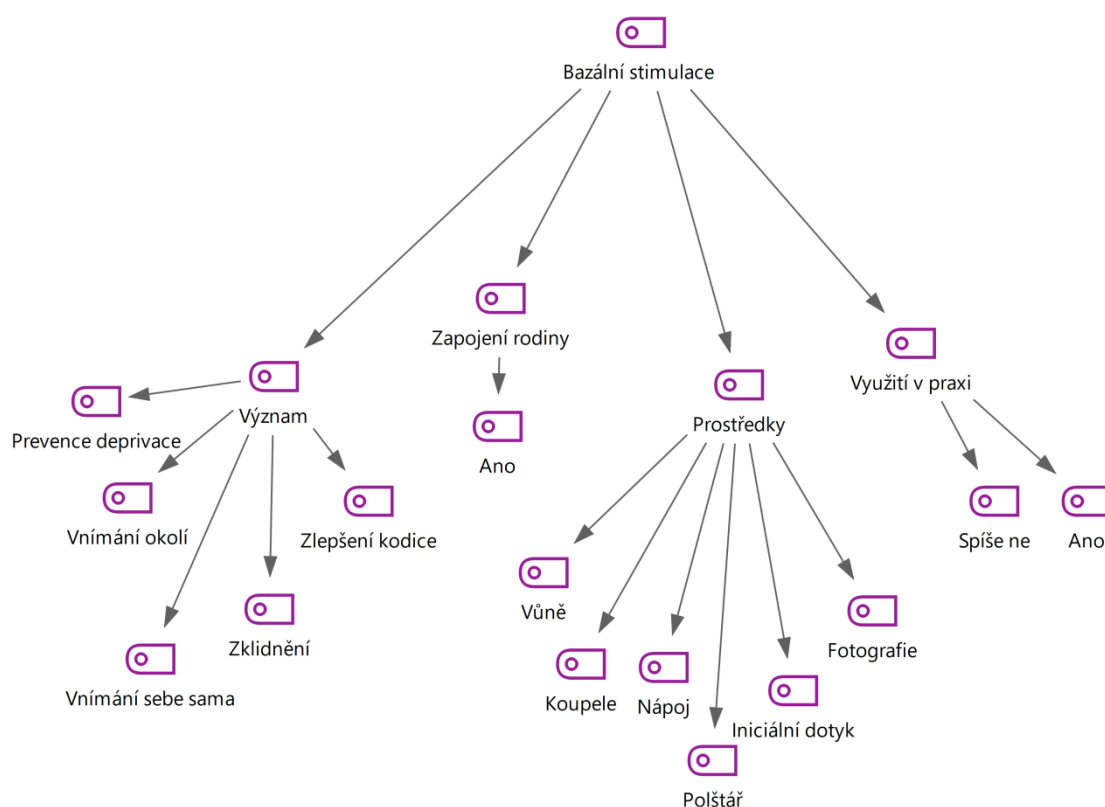 Bazální stimulace
Zapojení rodiny
Využití v praxi
Význam
Prostředky
Prevence deprivace
Ano
Vnímání okolí
Zlepšení kodice
Spíše ne
Ano
Vůně
Zklidnění
Fotografie
Vnímání sebe sama
Koupele
Nápoj
Iniciální dotyk
Polštář